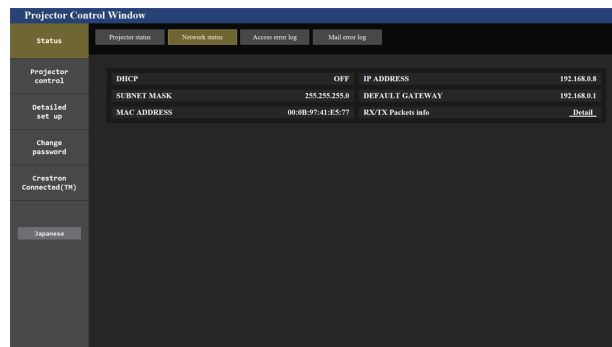 Projector Control Window
Status
Projector status
Network status
Access error log
Mail error log
Projector
control
Detailed
set up
Change
password
Crestron
Connected(TM)
Japanese
DHCP OFF IP ADDRESS 192.168.0.8
SUBNET MASK 255.255.255.0 DEFAULT GATEWAY 192.168.0.1
MAC ADDRESS 00:0B:97:41:E5:77 RX/TX Packets info Detail